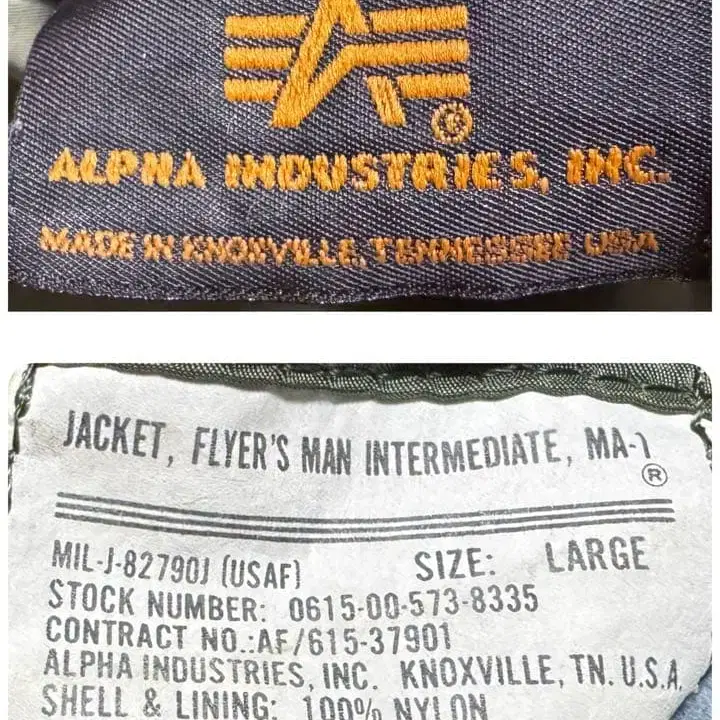 ALPHA INDUSTRIES, INC.
MADE IN KNOXVILLE, TENNESSEE USA
JACKET, FLYER'S MAN INTERMEDIATE, MA-1
®
MIL-J-82790J (USAF) SIZE: LARGE
STOCK NUMBER: 0615-00-573-8335
CONTRACT NO.:AF/615-37901
ALPHA INDUSTRIES, INC. KNOXVILLE, TN. U.S.A.
SHELL & LINING: 100% NYLON